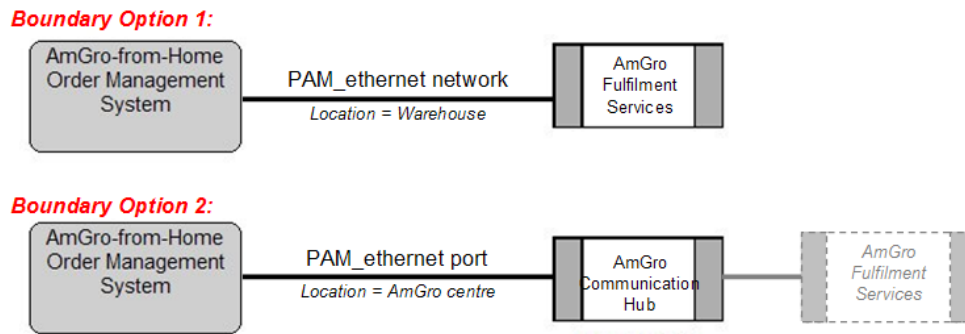 Boundary Option 1:
AmGro-from-Home
Order Management
System
PAM_ethernet network
Location = Warehouse
AmGro
Fulfilment
Services
Boundary Option 2:
AmGro-from-Home
Order Management
System
PAM_ethernet port
Location = AmGro centre
AmGro
Communication
Hub
AmGro
Fulfilment
Services